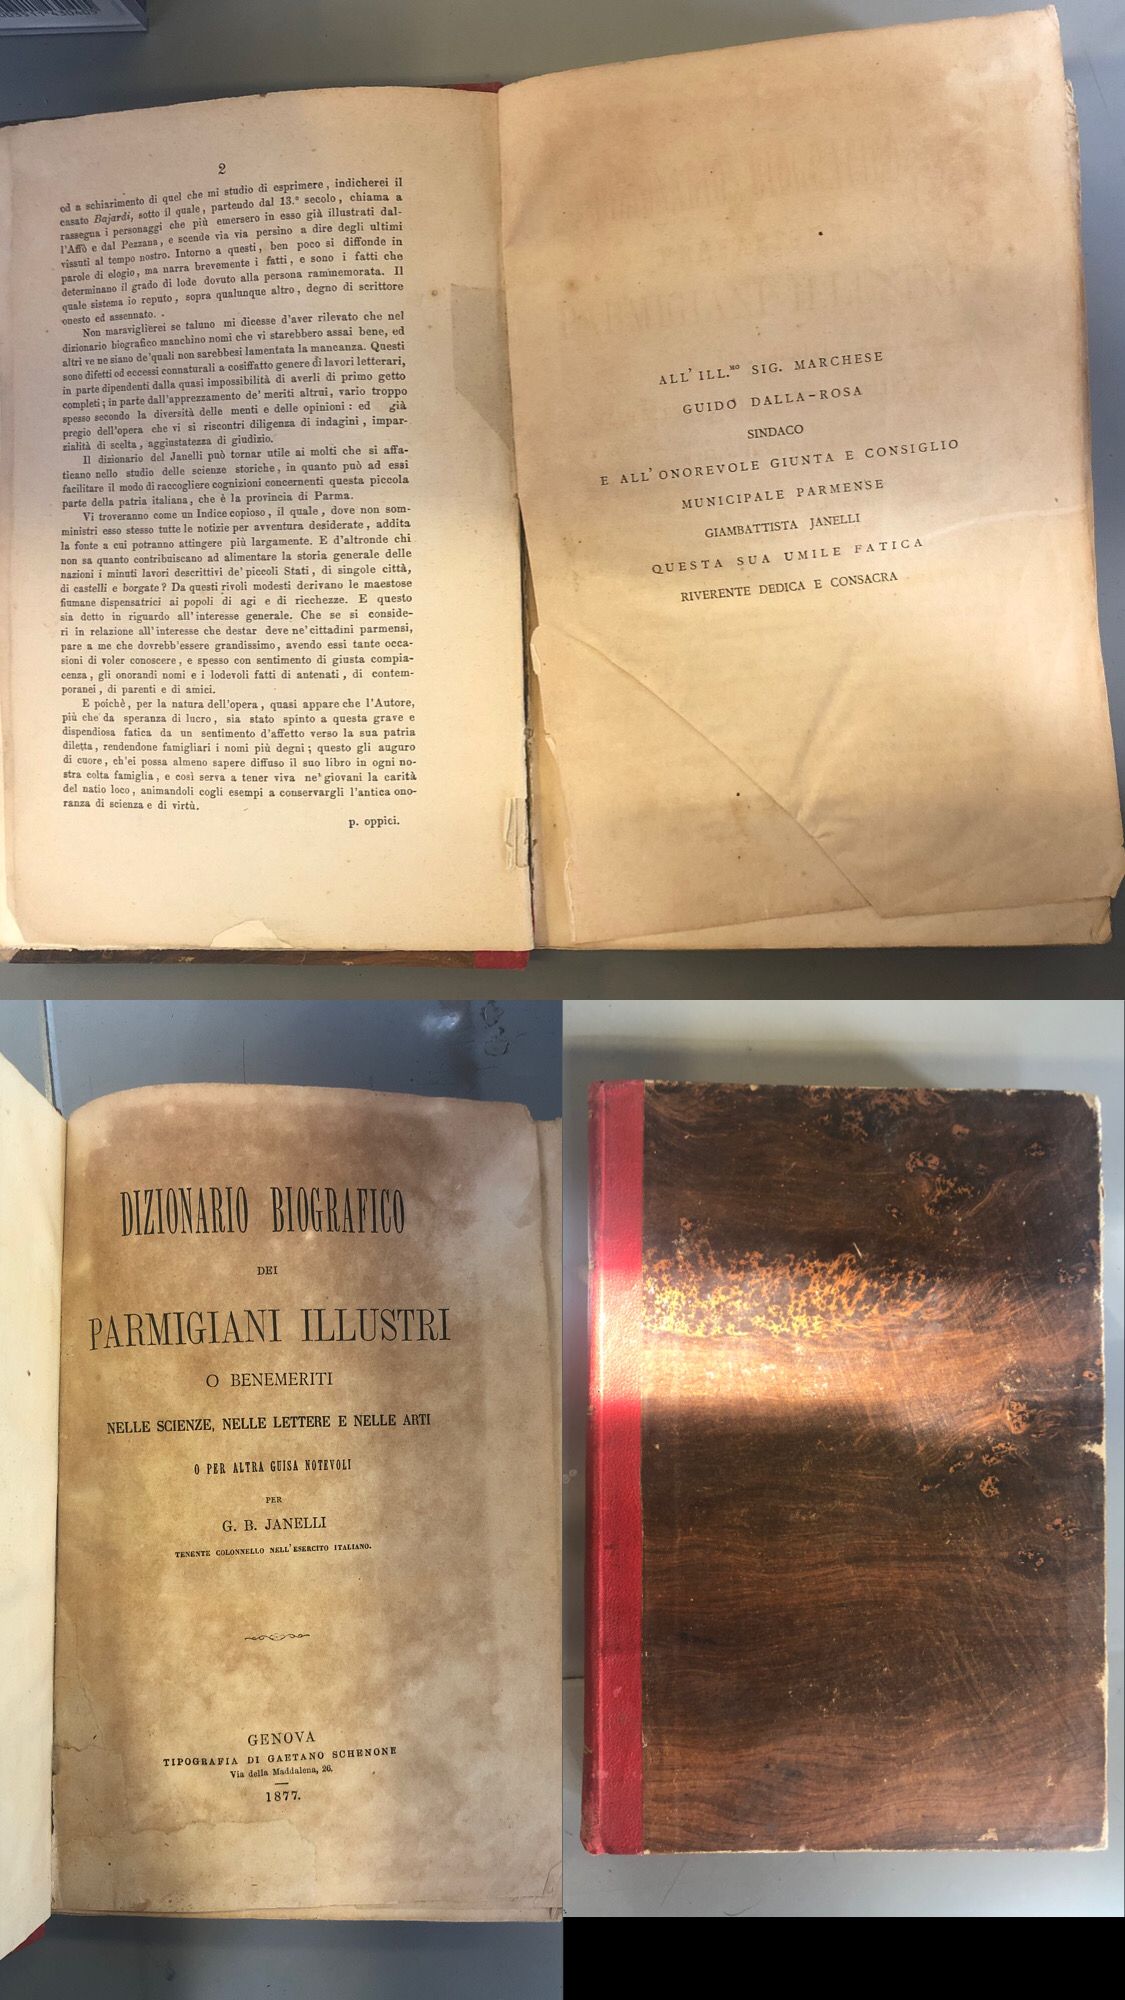 2
od a schiarimento di quel che mi studio di esprimere, indicherei il
casato Bajardi, sotto il quale, partendo dal 13.º secolo, chiama a
rassegna i personaggi che più emersero in esso già illustrati dal-
l'Affò e dal Pezzana, e scende via via persino a dire degli ultimi
vissuti al tempo nostro. Intorno a questi, ben poco si diffonde in
parole di elogio, ma narra brevemente i fatti, e sono i fatti che
determinano il grado di lode dovuto alla persona rammemorata. Il
quale sistema io reputo, sopra qualunque altro, degno di scrittore
onesto ed assennato.
Non maraviglierei se taluno mi dicesse d'aver rilevato che nel
dizionario biografico manchino nomi che vi starebbero assai bene, ed
altri ve ne siano de'quali non sarebbesi lamentata la mancanza. Questi
sono difetti od eccessi connaturali a cosiffatto genere di lavori letterari,
in parte dipendenti dalla quasi impossibilità di averli di primo getto
completi; in parte dall'apprezzamento de' meriti altrui, vario troppo
spesso secondo la diversità delle menti e delle opinioni: ed già
pregio dell'opera che vi si riscontri diligenza di indagini, impar-
zialità di scelta, aggiustatezza di giudizio.
Il dizionario del Janelli può tornar utile ai molti che si affa-
ticano nello studio delle scienze storiche, in quanto può ad essi
facilitare il modo di raccogliere cognizioni concernenti questa piccola
parte della patria italiana, che è la provincia di Parma.
Vi troveranno come un Indice copioso, il quale, dove non som-
ministri esso stesso tutte le notizie per avventura desiderate, addita
la fonte a cui potranno attingere più largamente. E d'altronde chi
non sa quanto contribuiscano ad alimentare la storia generale delle
nazioni i minuti lavori descrittivi de'piccoli Stati, di singole città,
di castelli e borgate? Da questi rivoli modesti derivano le maestose
fiumane dispensatrici ai popoli di agi e di ricchezze. E questo
sia detto in riguardo all'interesse generale. Che se si conside-
ri in relazione all'interesse che destar deve ne'cittadini parmensi,
pare a me che dovrebb'essere grandissimo, avendo essi tante occa-
sioni di voler conoscere, e spesso con sentimento di giusta compia-
cenza, gli onorandi nomi e i lodevoli fatti di antenati, di contem-
poranei, di parenti e di amici.
E poichè, per la natura dell'opera, quasi appare che l'Autore,
più che da speranza di lucro, sia stato spinto a questa grave e
dispendiosa fatica da un sentimento d'affetto verso la sua patria
diletta, rendendone famigliari i nomi più degni; questo gli auguro
di cuore, ch'ei possa almeno sapere diffuso il suo libro in ogni no-
stra colta famiglia, e così serva a tener viva ne'giovani la carità
del natio loco, animandoli cogli esempi a conservargli l'antica ono-
ranza di scienza e di virtù.
p. oppici.
ALL' ILL.MO SIG. MARCHESE
GUIDO DALLA-ROSA
SINDACO
E ALL' ONOREVOLE GIUNTA E CONSIGLIO
MUNICIPALE PARMENSE
GIAMBATTISTA JANELLI
QUESTA SUA UMILE FATICA
RIVERENTE DEDICA E CONSACRA
DIZIONARIO BIOGRAFICO
DEI
PARMIGIANI ILLUSTRI
O BENEMERITI
NELLE SCIENZE, NELLE LETTERE E NELLE ARTI
O PER ALTRA GUISA NOTEVOLI
PER
G. B. JANELLI
TENENTE COLONNELLO NELL'ESERCITO ITALIANO.
GENOVA
TIPOGRAFIA DI GAETANO SCHENONE
Via della Maddalena, 26.
1877.